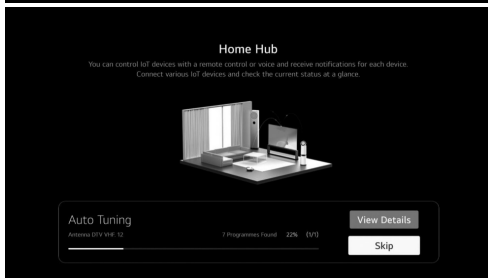 Home Hub
You can control IoT devices with a remote control or voice and receive notifications for each device.
Connect various IoT devices and check the current status at a glance.
Auto Tuning
View Details
Antenna DTV VHF. 12 7 Programmes Found 22% (1/1)
Skip